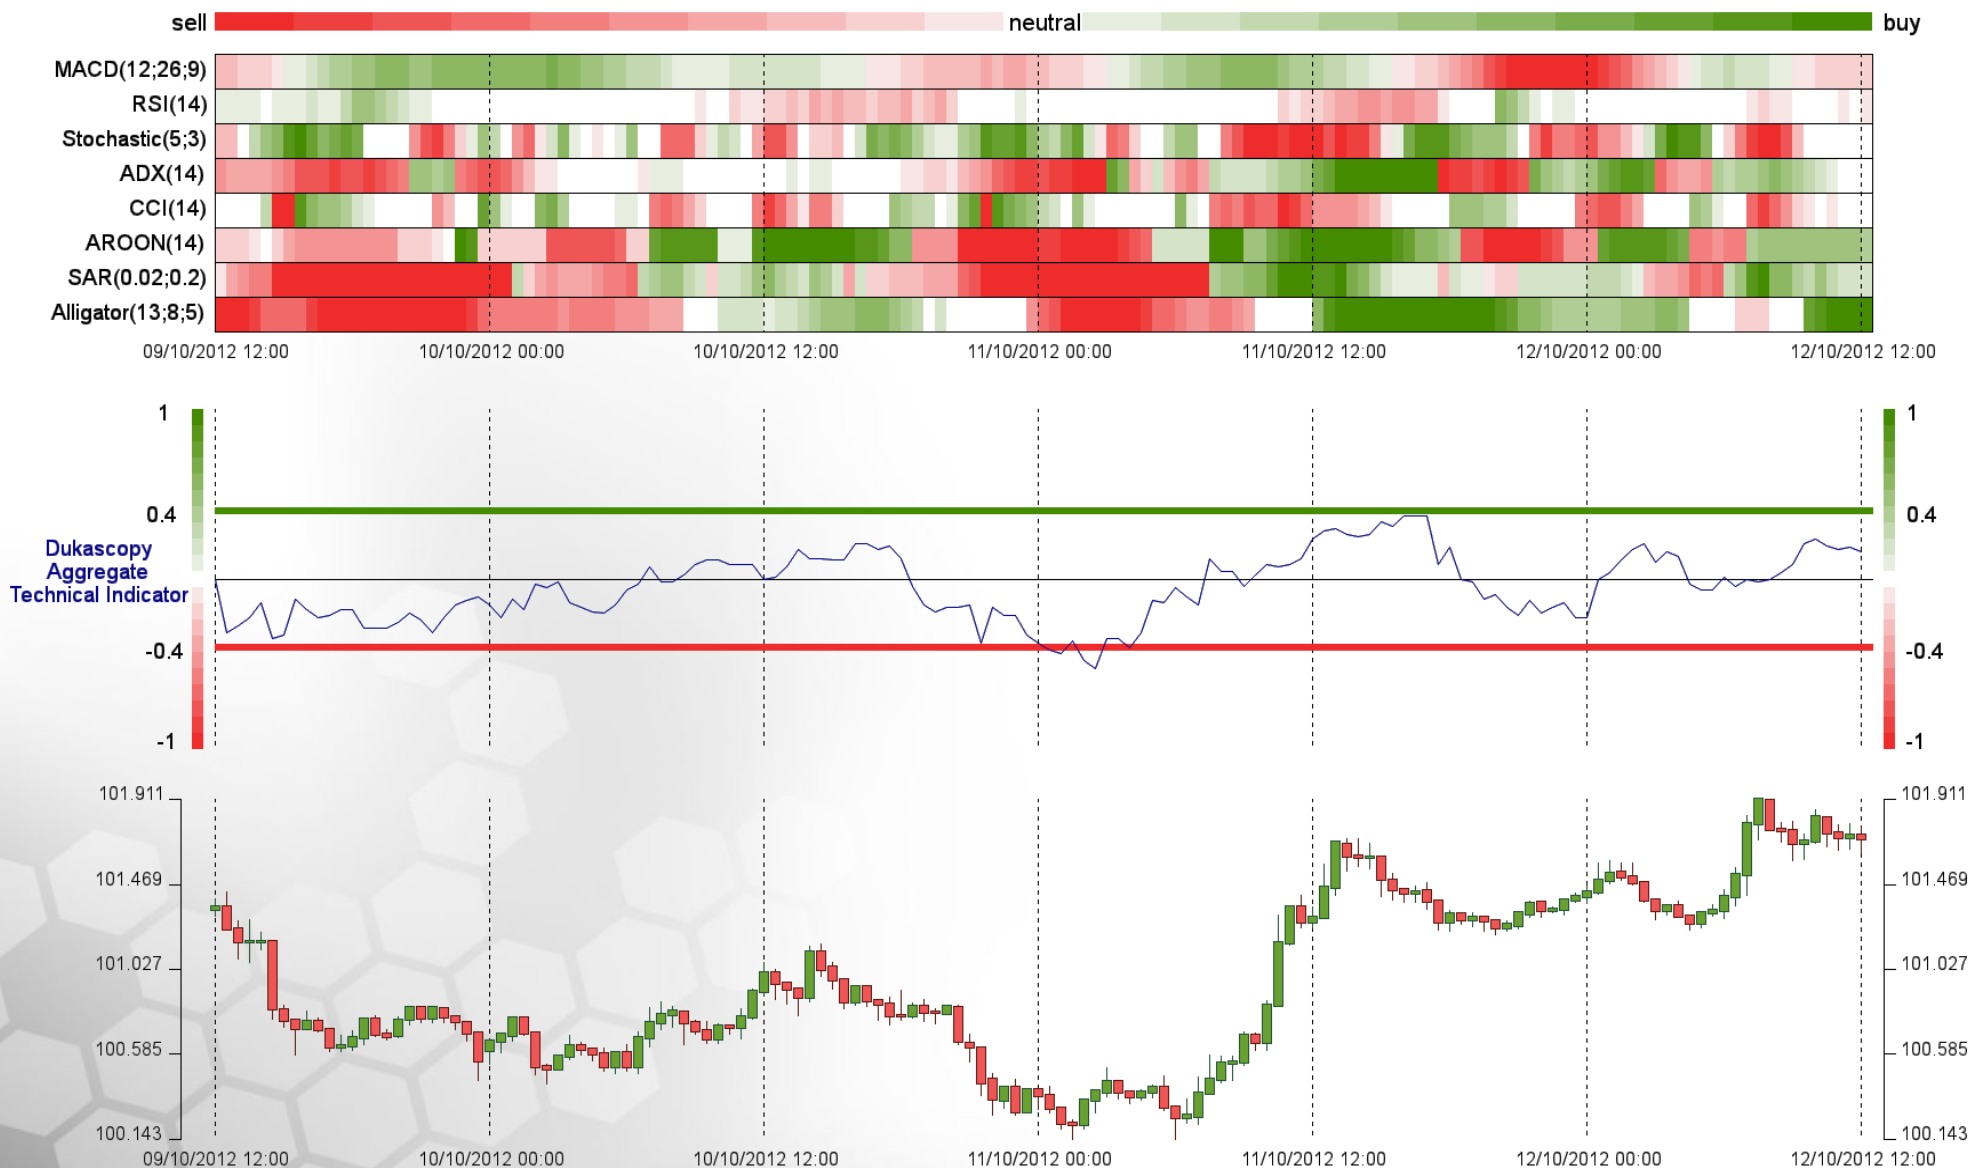 sell neutral buy
MACD(12;26;9)
RSI(14)
Stochastic(5;3)
ADX(14)
CCI(14)
AROON(14)
SAR(0.02;0.2)
Alligator(13;8;5)
09/10/2012 12:00 10/10/2012 00:00 10/10/2012 12:00 11/10/2012 00:00 11/10/2012 12:00 12/10/2012 00:00 12/10/2012 12:00
1 1
0.4 0.4
Dukascopy
Aggregate
Technical Indicator
-0.4 -0.4
-1 -1
101.911 101.911
101.469 101.469
101.027 101.027
100.585 100.585
100.143 100.143
09/10/2012 12:00 10/10/2012 00:00 10/10/2012 12:00 11/10/2012 00:00 11/10/2012 12:00 12/10/2012 00:00 12/10/2012 12:00